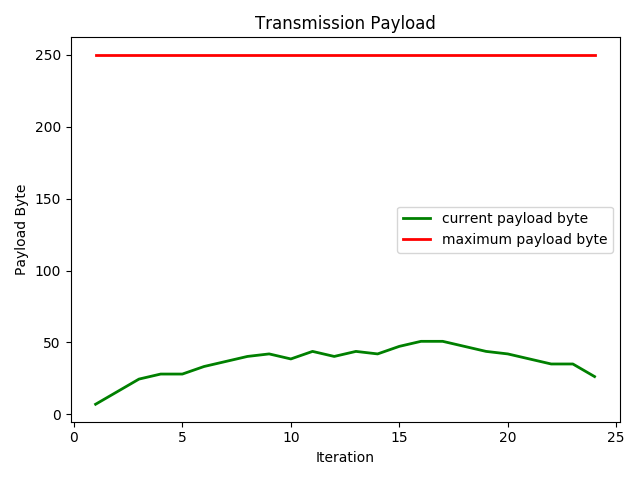 Transmission Payload
250
200
150
100
50
0
Payload Byte
current payload byte
maximum payload byte
0 5 10 15 20 25
Iteration